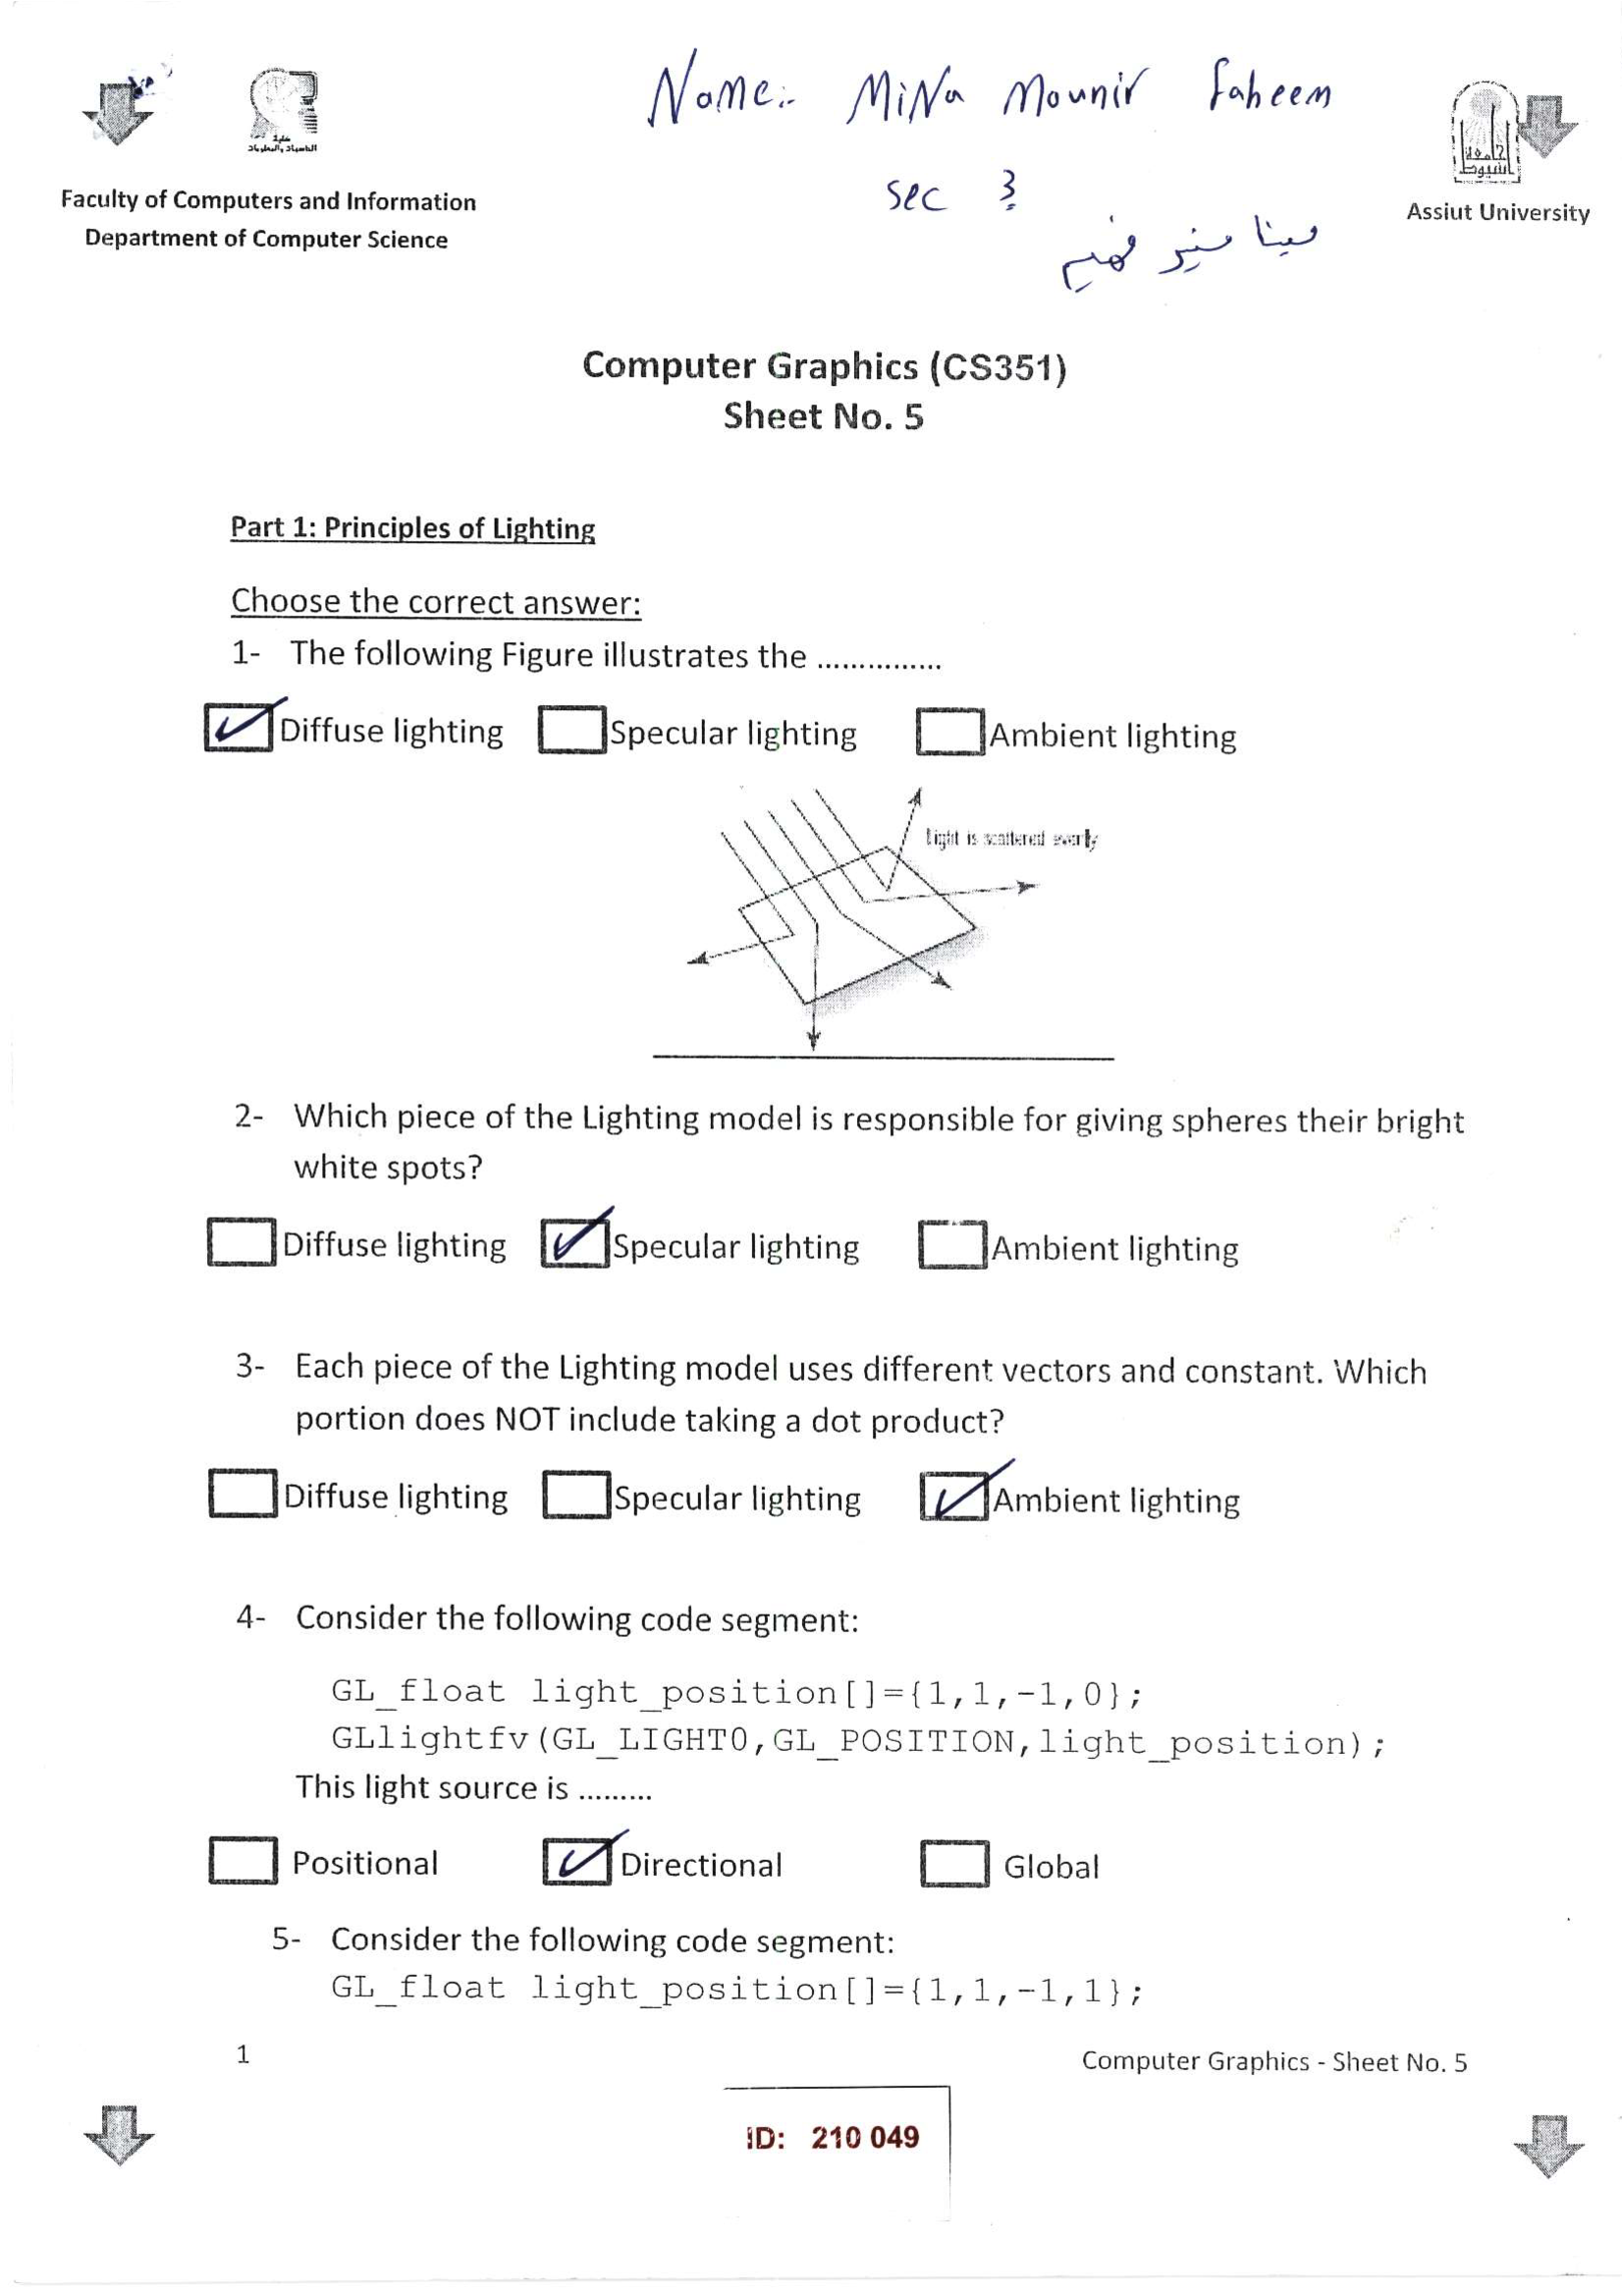 Name:- MiNa Mounir faheem
sec 3
مينا منير فهيم
كلية
الحاسبات والمعلومات
Faculty of Computers and Information
Department of Computer Science
جامعة
اسيوط
Assiut University
Computer Graphics (CS351)
Sheet No. 5
Part 1: Principles of Lighting
Choose the correct answer:
1- The following Figure illustrates the ...............
Diffuse lighting Specular lighting Ambient lighting
Light is scattered evenly
2- Which piece of the Lighting model is responsible for giving spheres their bright
white spots?
Diffuse lighting Specular lighting Ambient lighting
3- Each piece of the Lighting model uses different vectors and constant. Which
portion does NOT include taking a dot product?
Diffuse lighting Specular lighting Ambient lighting
4- Consider the following code segment:
GL_float light_position[]={1,1,-1,0};
GLlightfv(GL_LIGHT0,GL_POSITION,light_position);
This light source is .........
Positional Directional Global
5- Consider the following code segment:
GL_float light_position[]={1,1,-1,1};
1 Computer Graphics - Sheet No. 5
ID: 210 049